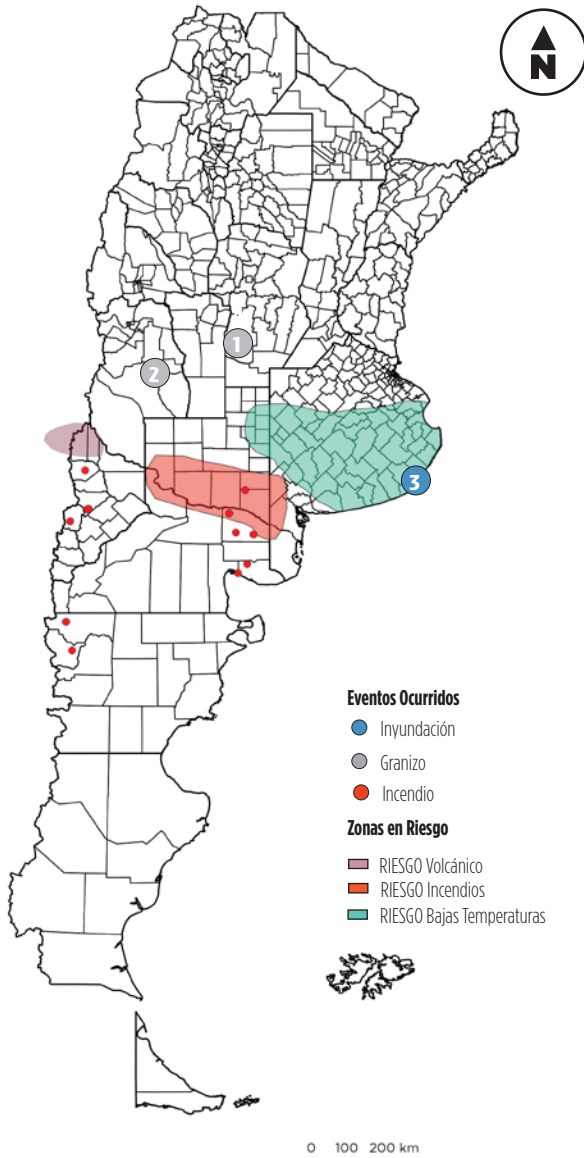 N
1
2
3
Eventos Ocurridos
Inyundación
Granizo
Incendio
Zonas en Riesgo
RIESGO Volcánico
RIESGO Incendios
RIESGO Bajas Temperaturas
0 100 200 km